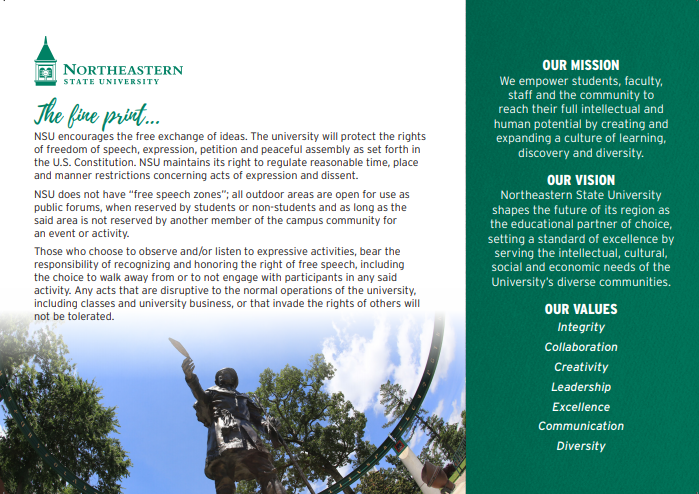 NORTHEASTERN
STATE UNIVERSITY
The fine print...
NSU encourages the free exchange of ideas. The university will protect the rights
of freedom of speech, expression, petition and peaceful assembly as set forth in
the U.S. Constitution. NSU maintains its right to regulate reasonable time, place
and manner restrictions concerning acts of expression and dissent.
NSU does not have “free speech zones”; all outdoor areas are open for use as
public forums, when reserved by students or non-students and as long as the
said area is not reserved by another member of the campus community for
an event or activity.
Those who choose to observe and/or listen to expressive activities, bear the
responsibility of recognizing and honoring the right of free speech, including
the choice to walk away from or to not engage with participants in any said
activity. Any acts that are disruptive to the normal operations of the university,
including classes and university business, or that invade the rights of others will
not be tolerated.
OUR MISSION
We empower students, faculty,
staff and the community to
reach their full intellectual and
human potential by creating and
expanding a culture of learning,
discovery and diversity.
OUR VISION
Northeastern State University
shapes the future of its region as
the educational partner of choice,
setting a standard of excellence by
serving the intellectual, cultural,
social and economic needs of the
University’s diverse communities.
OUR VALUES
Integrity
Collaboration
Creativity
Leadership
Excellence
Communication
Diversity